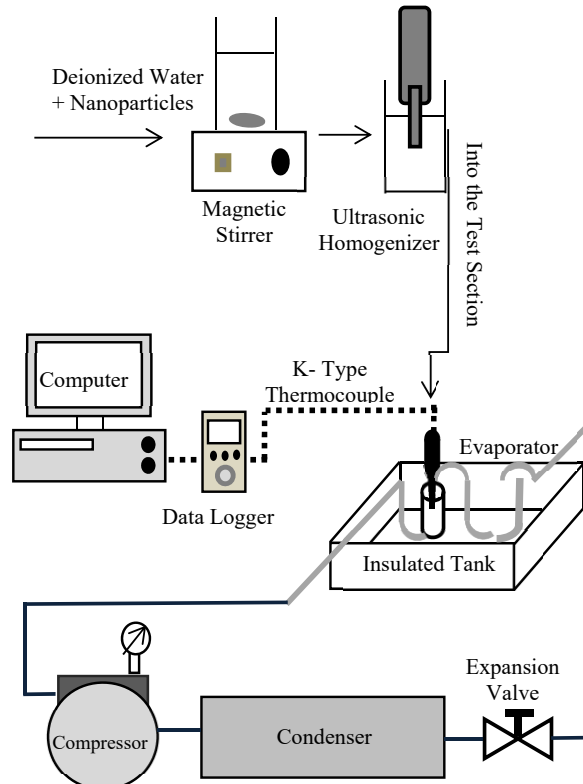 Deionized Water
+ Nanoparticles
Magnetic
Stirrer
Ultrasonic
Homogenizer
Into the Test Section
K- Type
Thermocouple
Computer
Data Logger
Evaporator
Insulated Tank
Expansion
Valve
Compressor
Condenser